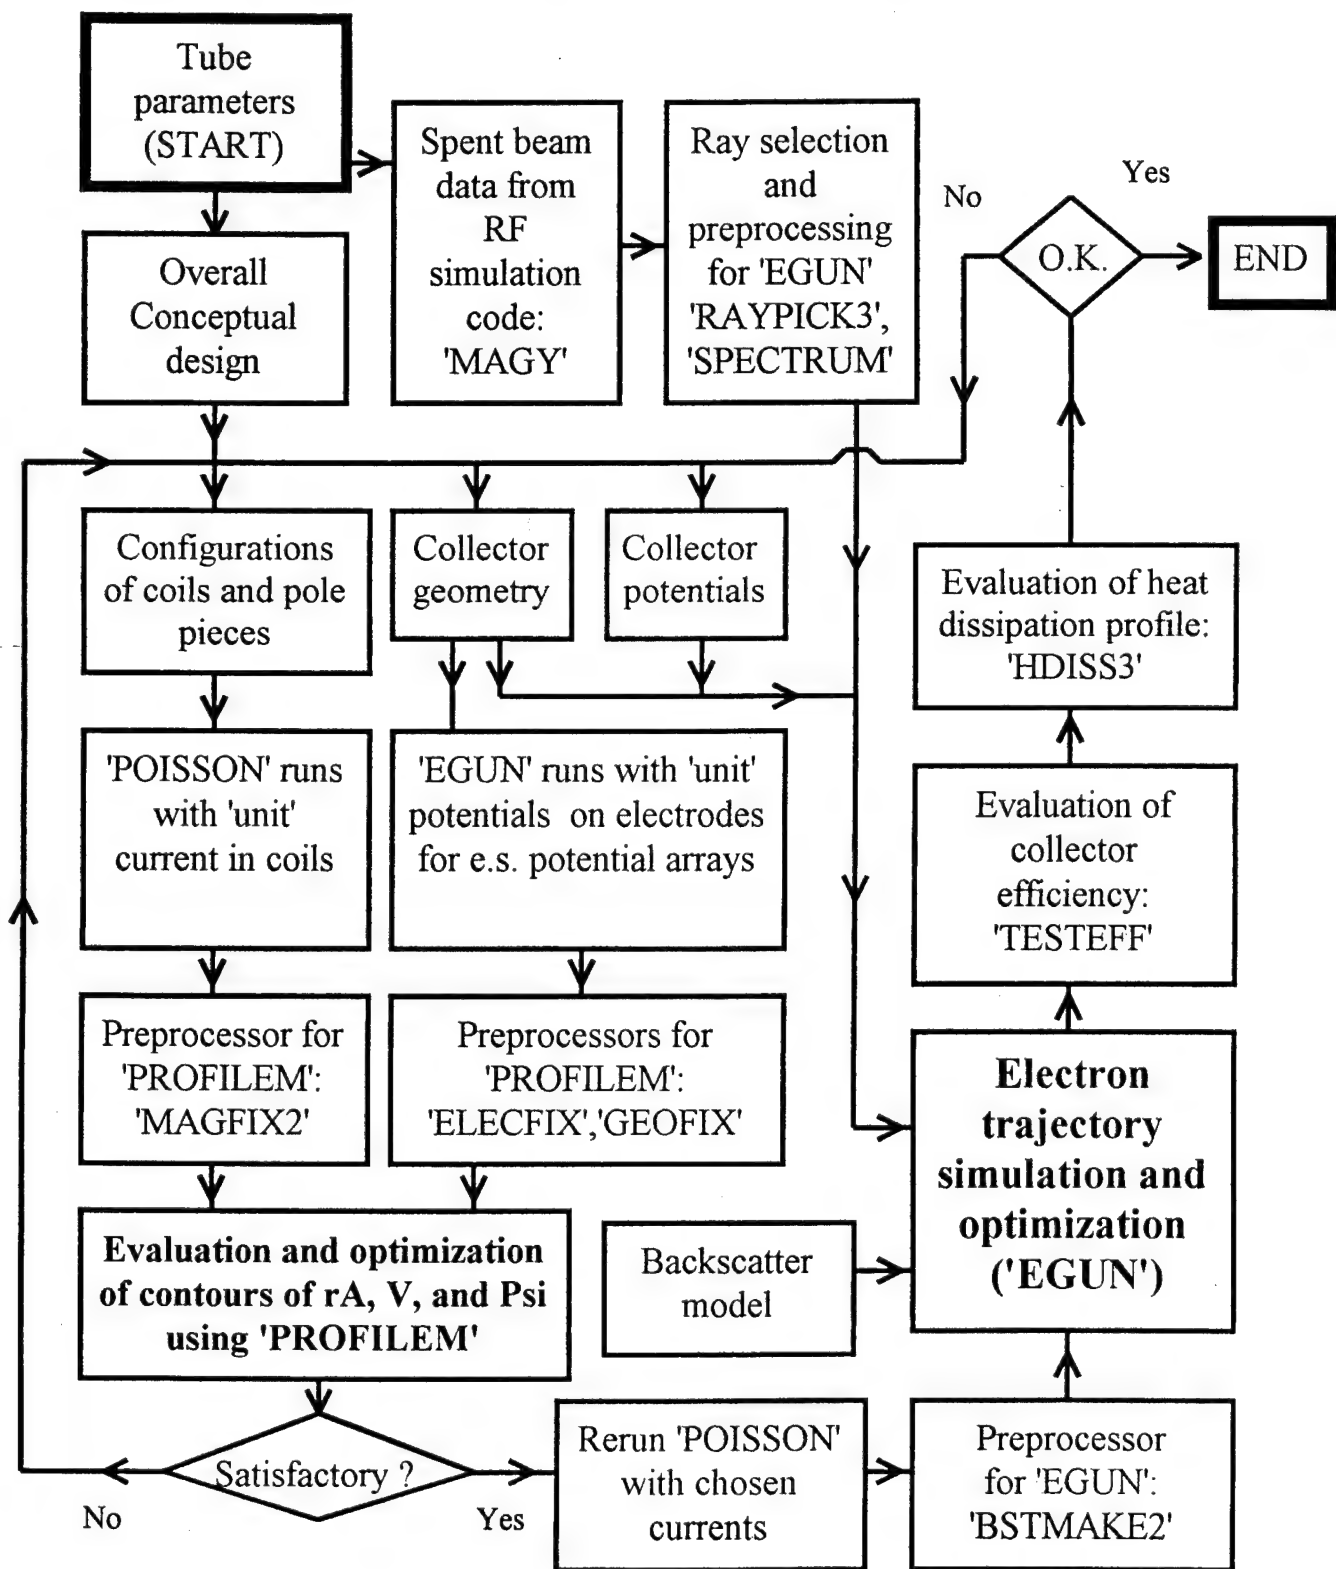 Tube
parameters
(START)
Spent beam
data from
RF
simulation
code:
'MAGY'
Ray selection
and
preprocessing
for 'EGUN'
'RAYPICK3',
'SPECTRUM'
No
Yes
O.K.
END
Overall
Conceptual
design
Configurations
of coils and pole
pieces
Collector
geometry
Collector
potentials
Evaluation of heat
dissipation profile:
'HDISS3'
'POISSON' runs
with 'unit'
current in coils
'EGUN' runs with 'unit'
potentials on electrodes
for e.s. potential arrays
Evaluation of
collector
efficiency:
'TESTEFF'
Preprocessor for
'PROFILEM':
'MAGFIX2'
Preprocessors for
'PROFILEM':
'ELECFIX','GEOFIX'
Electron
trajectory
simulation and
optimization
('EGUN')
Evaluation and optimization
of contours of rA, V, and Psi
using 'PROFILEM'
Backscatter
model
Satisfactory ?
No
Yes
Rerun 'POISSON'
with chosen
currents
Preprocessor
for 'EGUN':
'BSTMAKE2'